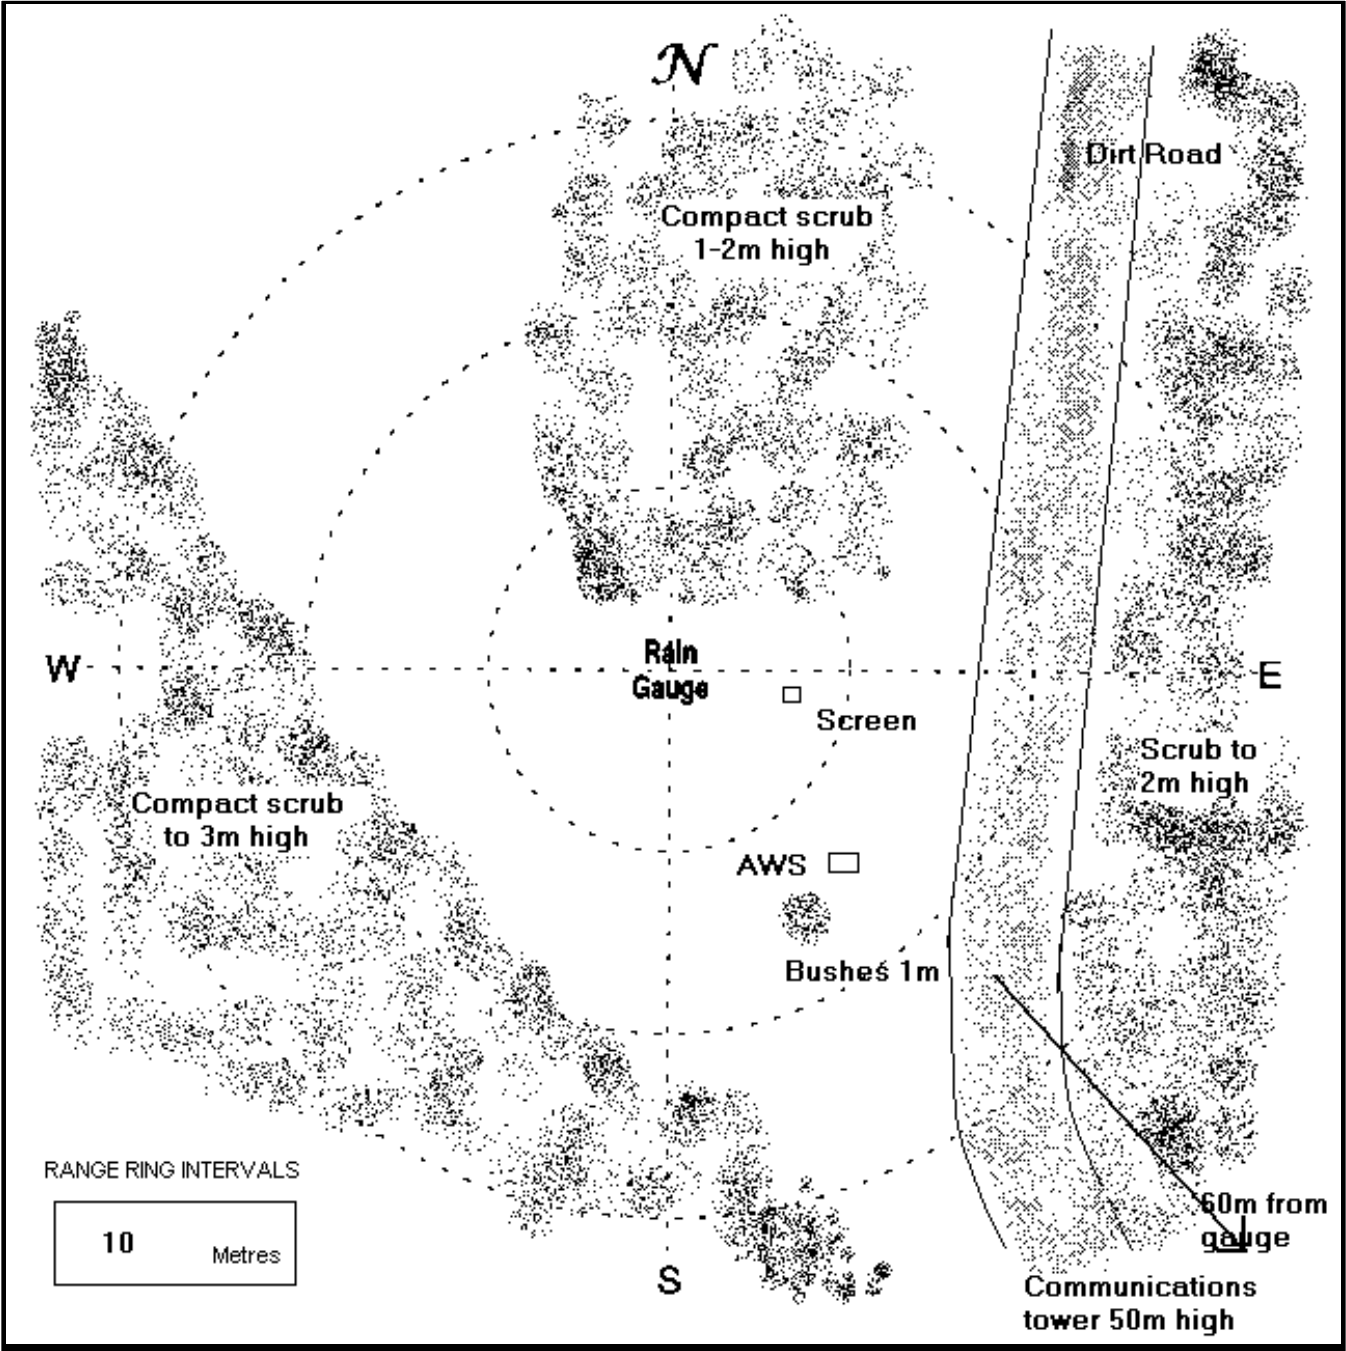 N
Dirt Road
Compact scrub
1-2m high
Rain
Gauge
W
E
Screen
Scrub to
2m high
Compact scrub
to 3m high
AWS
Bushes 1m
RANGE RING INTERVALS
10 Metres
60m from
gauge
S
Communications
tower 50m high